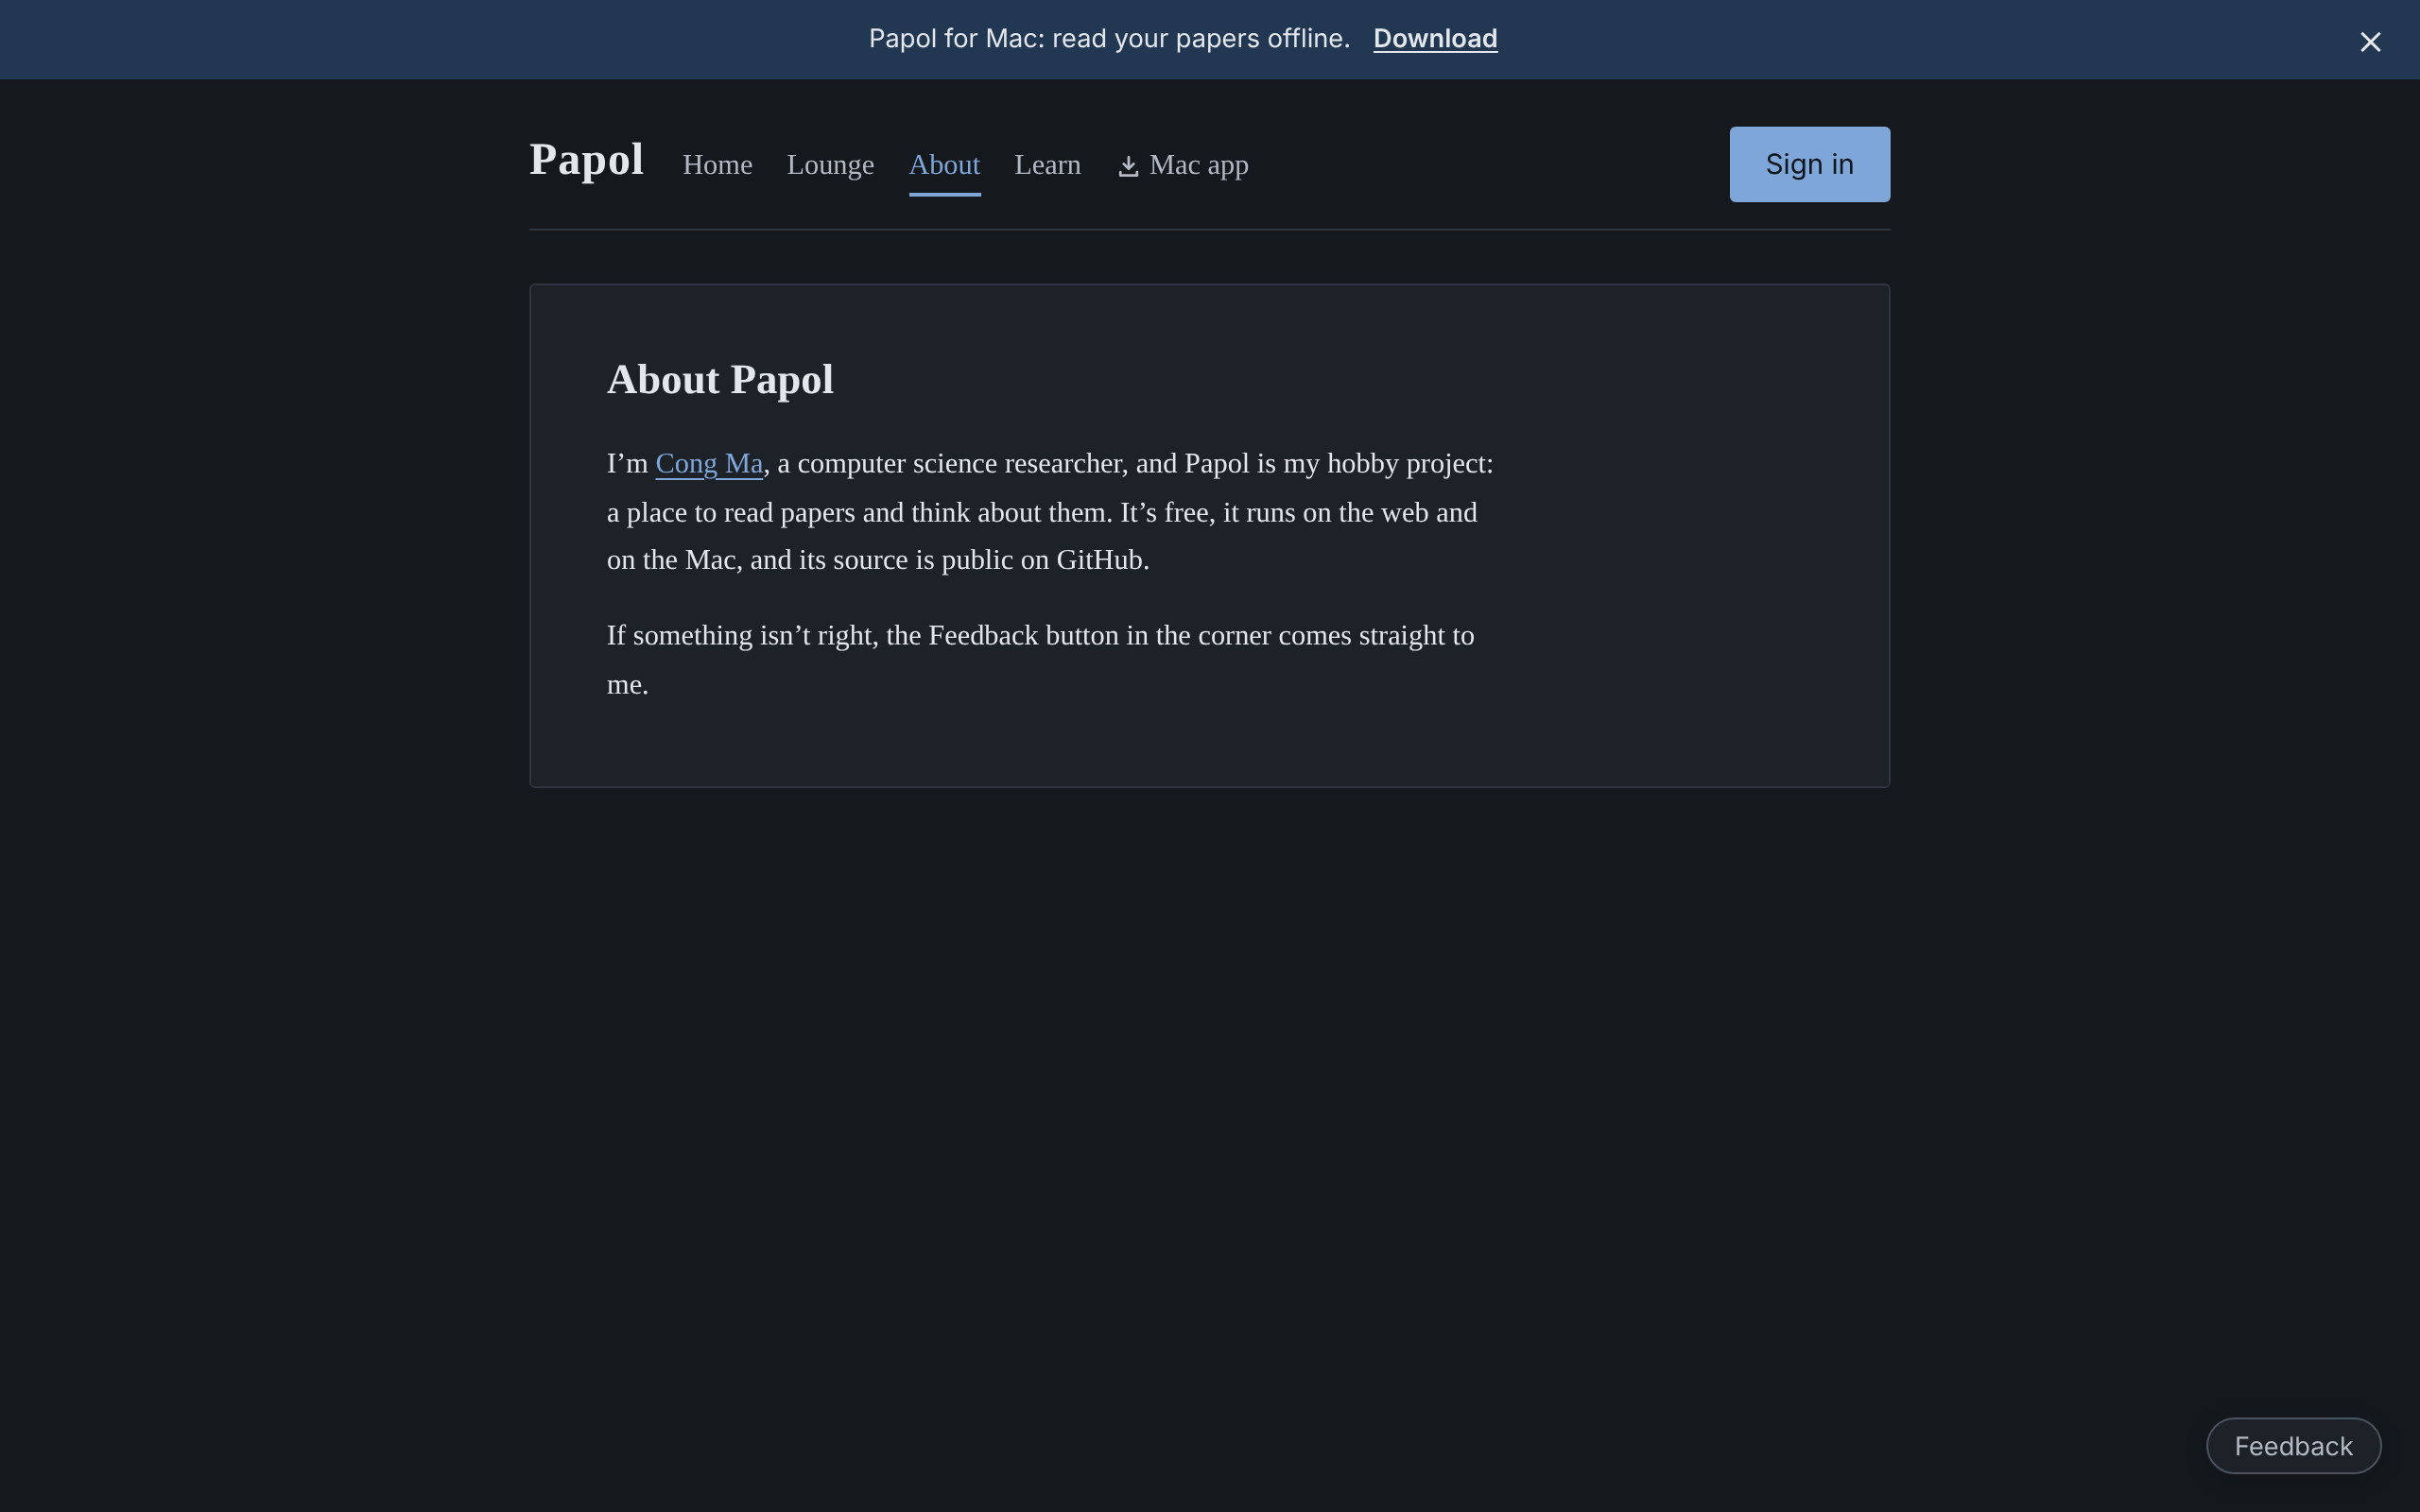 Papol for Mac: read your papers offline. Download
Papol Home Lounge About Learn Mac app Sign in
About Papol
I’m Cong Ma, a computer science researcher, and Papol is my hobby project:
a place to read papers and think about them. It’s free, it runs on the web and
on the Mac, and its source is public on GitHub.
If something isn’t right, the Feedback button in the corner comes straight to
me.
Feedback